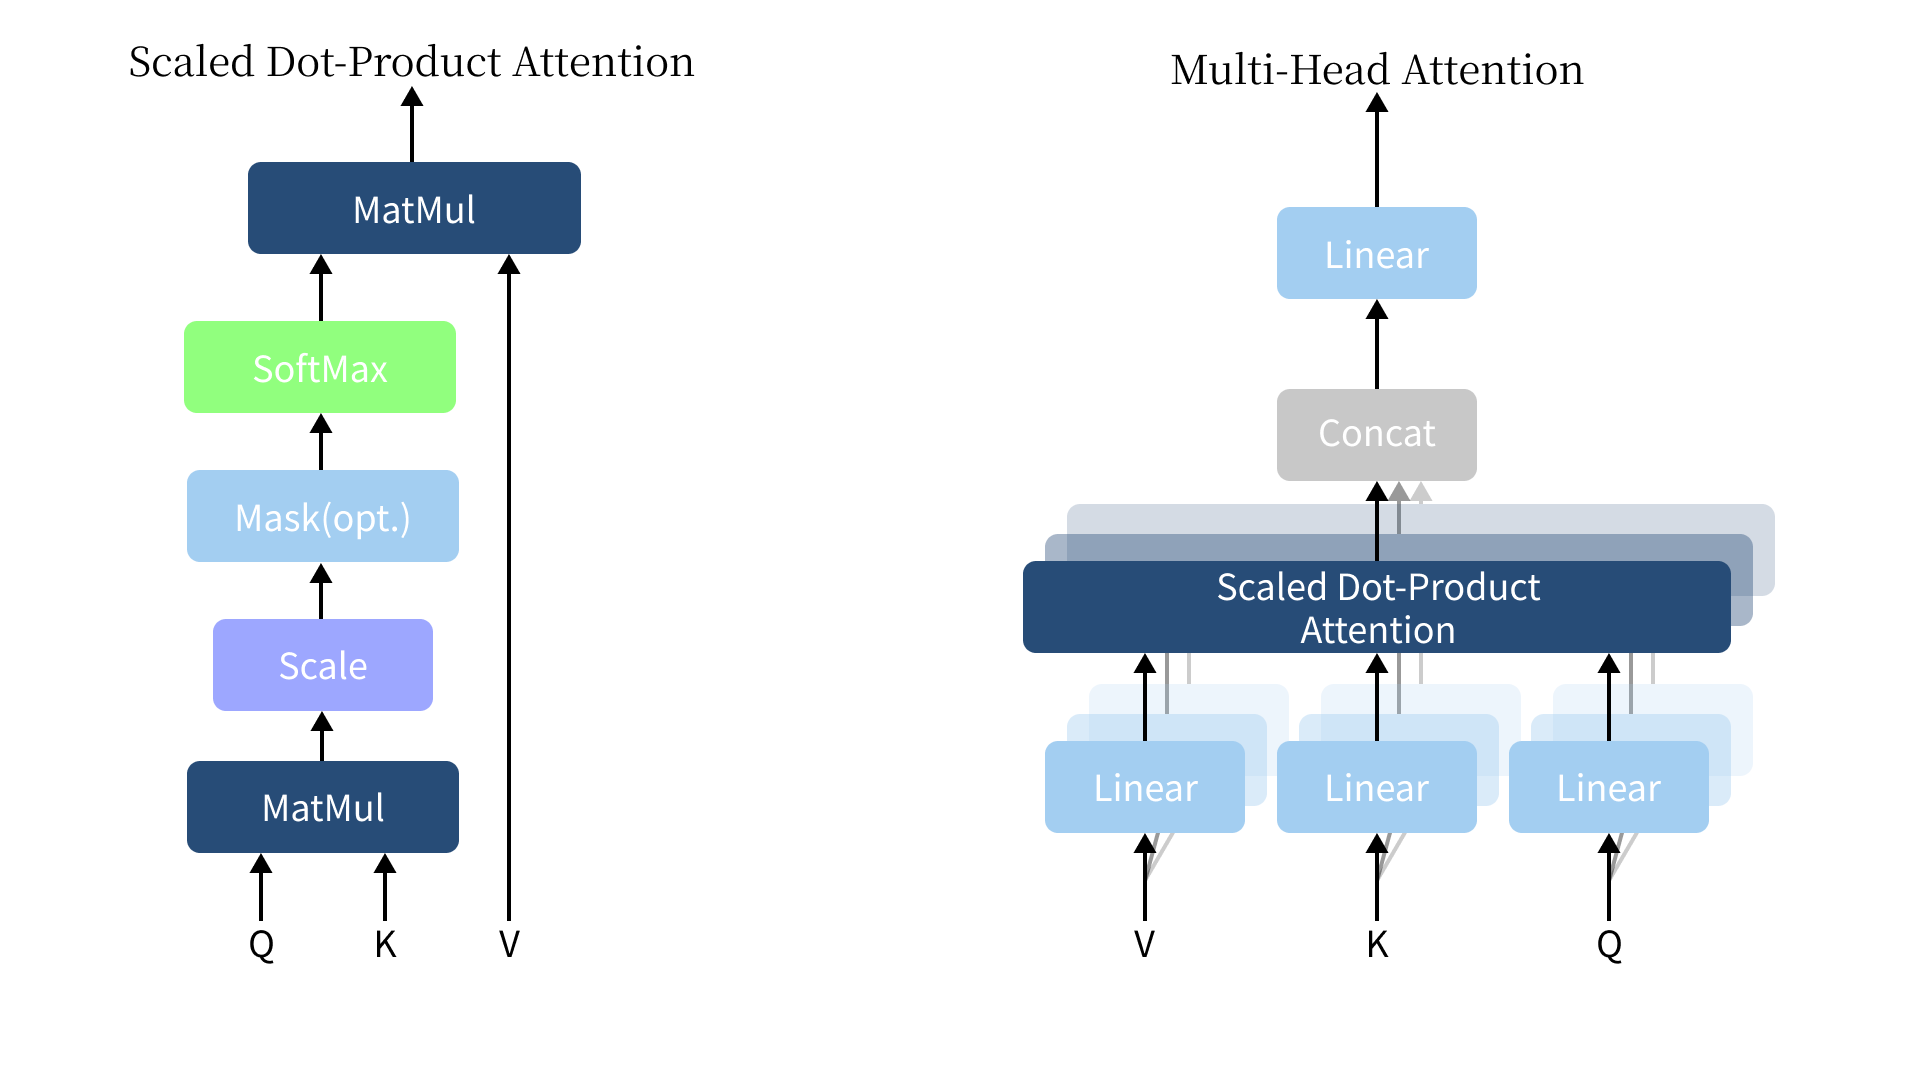 Scaled Dot-Product Attention
MatMul
SoftMax
Mask(opt.)
Scale
MatMul
Q K V
Multi-Head Attention
Linear
Concat
Scaled Dot-Product
Attention
Linear Linear Linear
V K Q